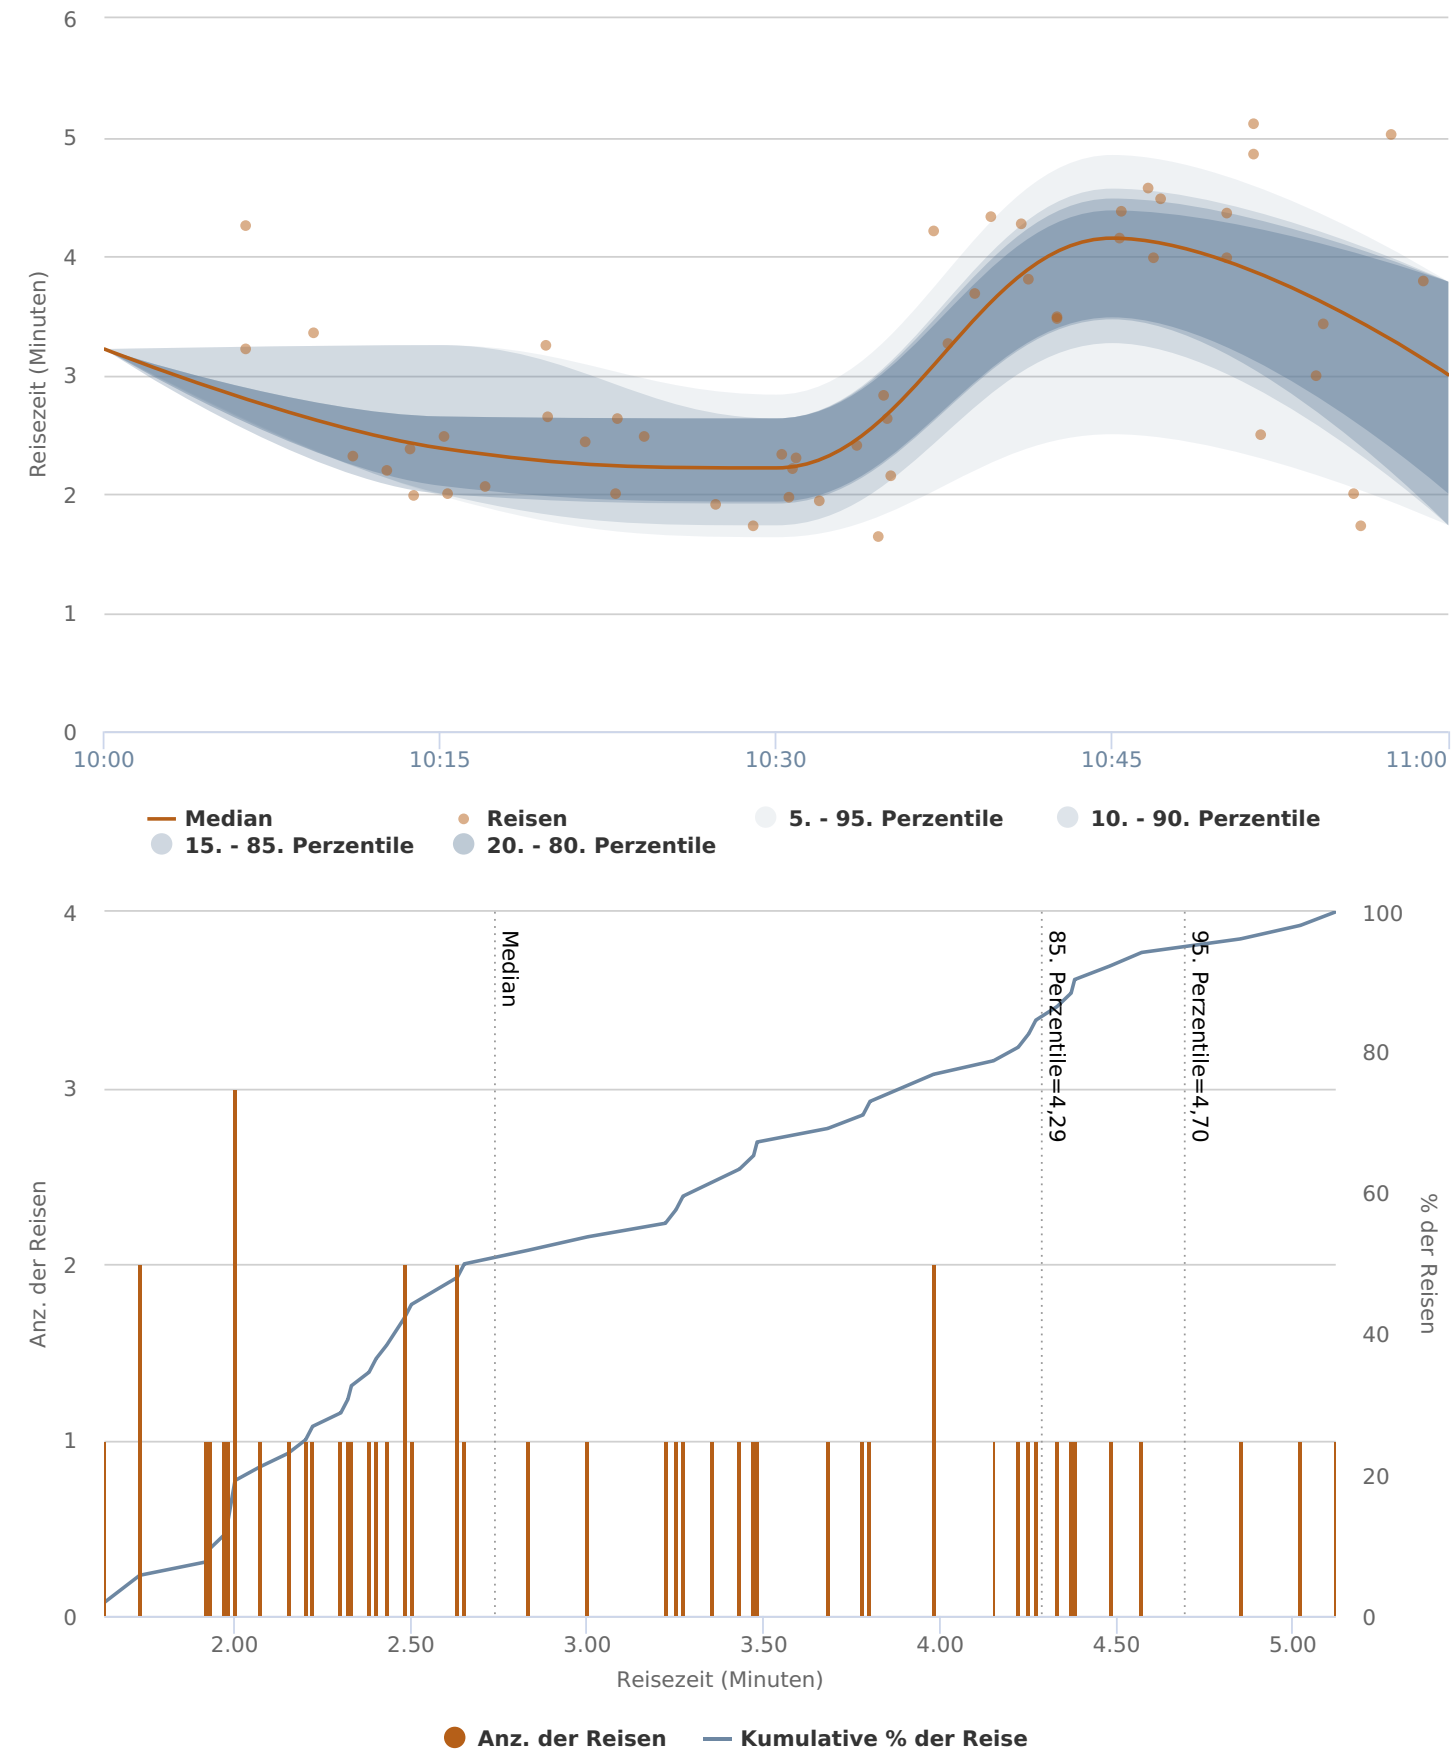 6
5
4
3
2
1
0
Reisezeit (Minuten)
10:00 10:15 10:30 10:45 11:00
Median Reisen 5. - 95. Perzentile 10. - 90. Perzentile
15. - 85. Perzentile 20. - 80. Perzentile
4
3
2
1
0
Anz. der Reisen
Median
85. Perzentile=4,29
95. Perzentile=4,70
100
80
60
40
20
0
% der Reisen
2.00 2.50 3.00 3.50 4.00 4.50 5.00
Reisezeit (Minuten)
Anz. der Reisen Kumulative % der Reise